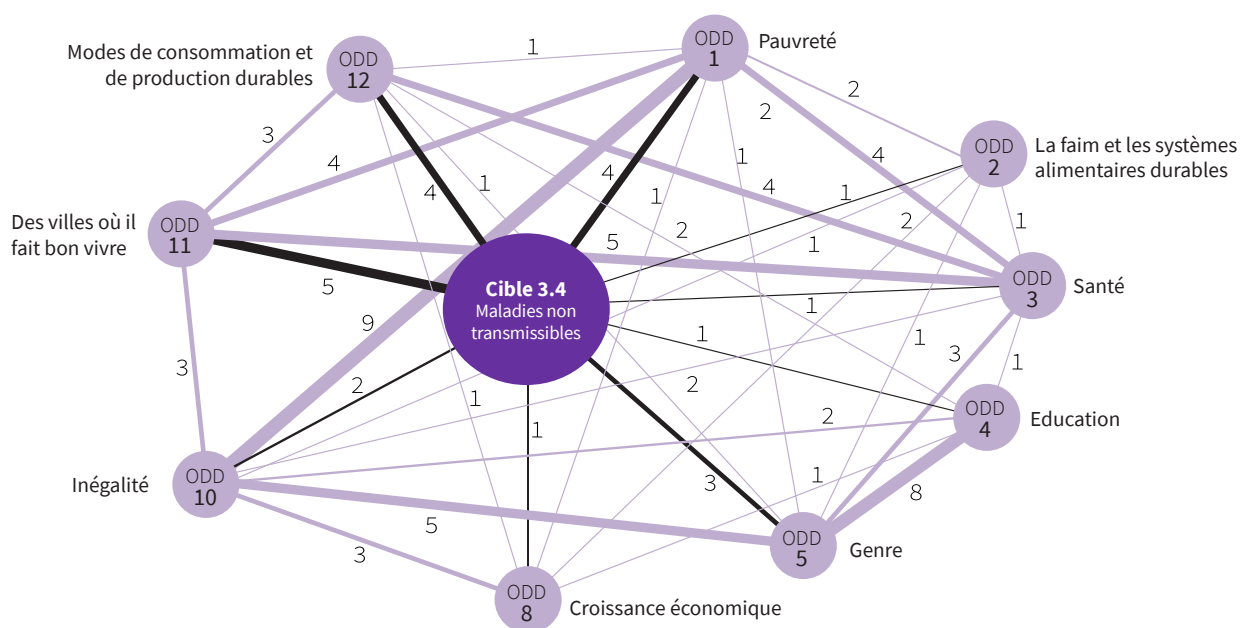 Modes de consommation et
de production durables
ODD
12
1
ODD
1
Pauvreté
2
2
ODD
2
La faim et les systèmes
alimentaires durables
3
4
1
4
4
4
1
4
1
1
2
1
Des villes où il
fait bon vivre
ODD
11
2
5
1
5
Cible 3.4
Maladies non
transmissibles
ODD
3
Santé
1
9
1
1
3
1
3
2
2
1
1
2
ODD
4
Education
Inégalité
ODD
10
3
1
8
5
3
ODD
5
Genre
ODD
8
Croissance économique